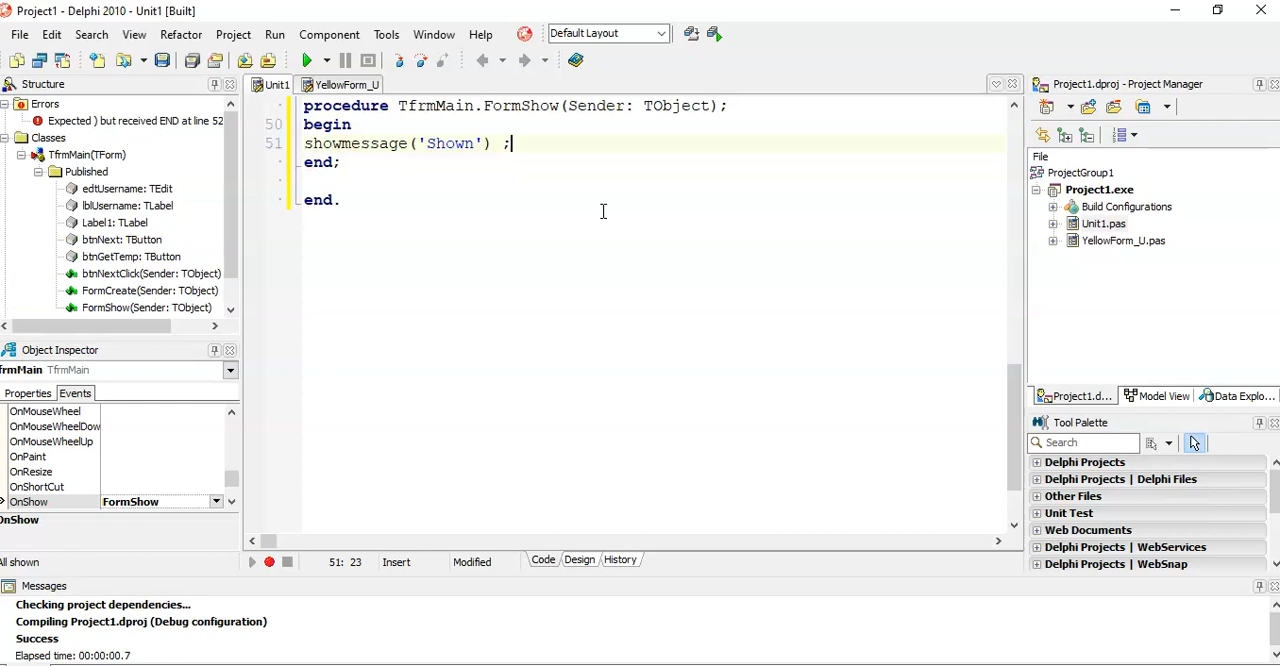 Project1 - Delphi 2010 - Unit1 [Built]
File Edit Search View Refactor Project Run Component Tools Window Help
Default Layout
Structure
Errors
Expected ) but received END at line 52
Classes
TfrmMain(TForm)
Published
edtUsername: TEdit
lblUsername: TLabel
Label1: TLabel
btnNext: TButton
btnGetTemp: TButton
btnNextClick(Sender: TObject)
FormCreate(Sender: TObject)
FormShow(Sender: TObject)
Object Inspector
frmMain TfrmMain
Properties Events
OnMouseWheel
OnMouseWheelDow
OnMouseWheelUp
OnPaint
OnResize
OnShortCut
OnShow FormShow
OnShow
All shown
Unit1 YellowForm_U
procedure TfrmMain.FormShow(Sender: TObject);
50 begin
51 showmessage('Shown') ;
end;
end.
51: 23 Insert Modified Code Design History
Project1.dproj - Project Manager
File
ProjectGroup1
Project1.exe
Build Configurations
Unit1.pas
YellowForm_U.pas
Project1.d... Model View Data Explo...
Tool Palette
Search
Delphi Projects
Delphi Projects | Delphi Files
Other Files
Unit Test
Web Documents
Delphi Projects | WebServices
Delphi Projects | WebSnap
Messages
Checking project dependencies...
Compiling Project1.dproj (Debug configuration)
Success
Elapsed time: 00:00:00.7